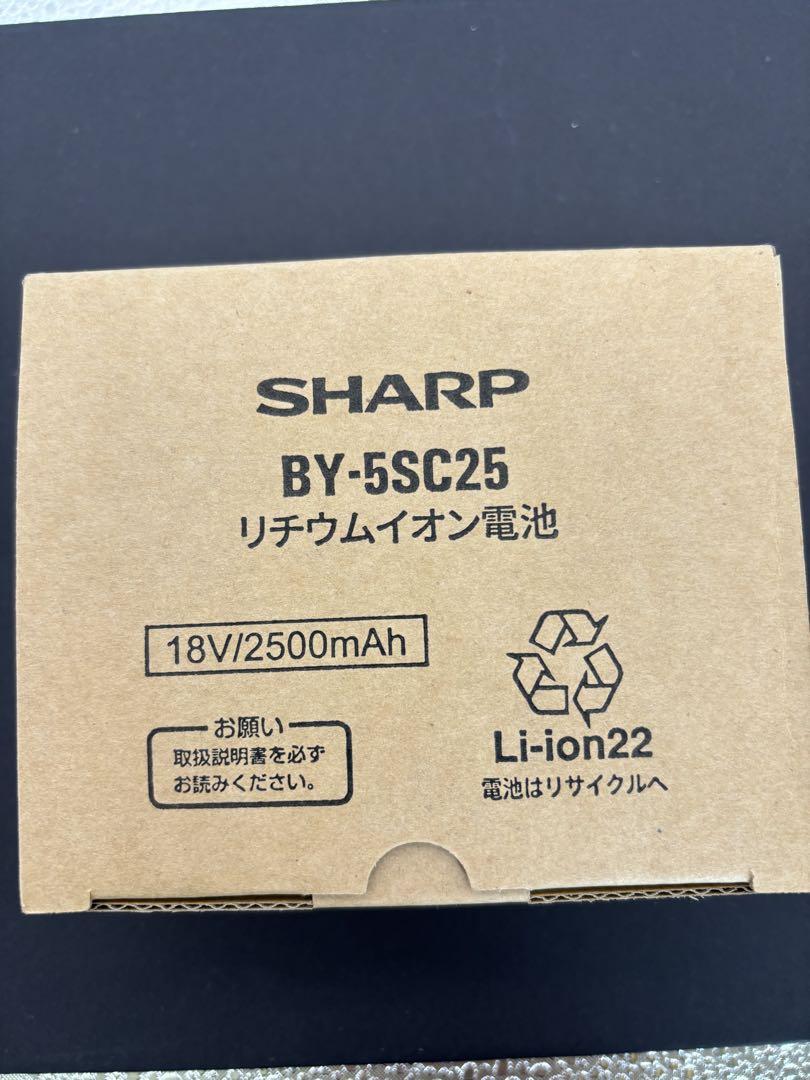 SHARP
BY-5SC25
リチウムイオン電池
18V/2500mAh
お願い
取扱説明書を必ず
お読みください。
Li-ion22
電池はリサイクルへ